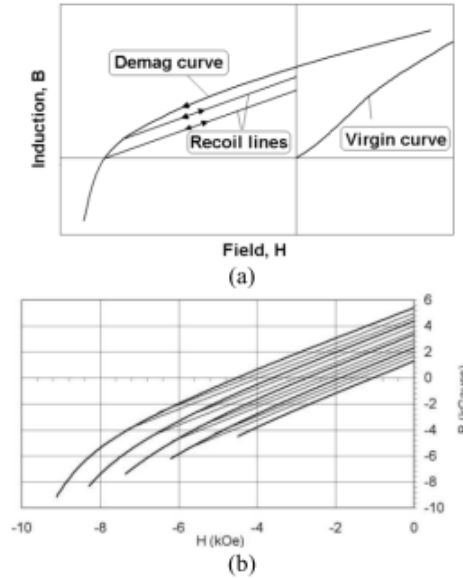 Demag curve
Recoil lines
Virgin curve
Induction, B
Field, H
(a)
6
4
2
0
-2
-4
-6
-8
-10
B (kGauss)
-10 -8 -6 -4 -2 0
H (kOe)
(b)